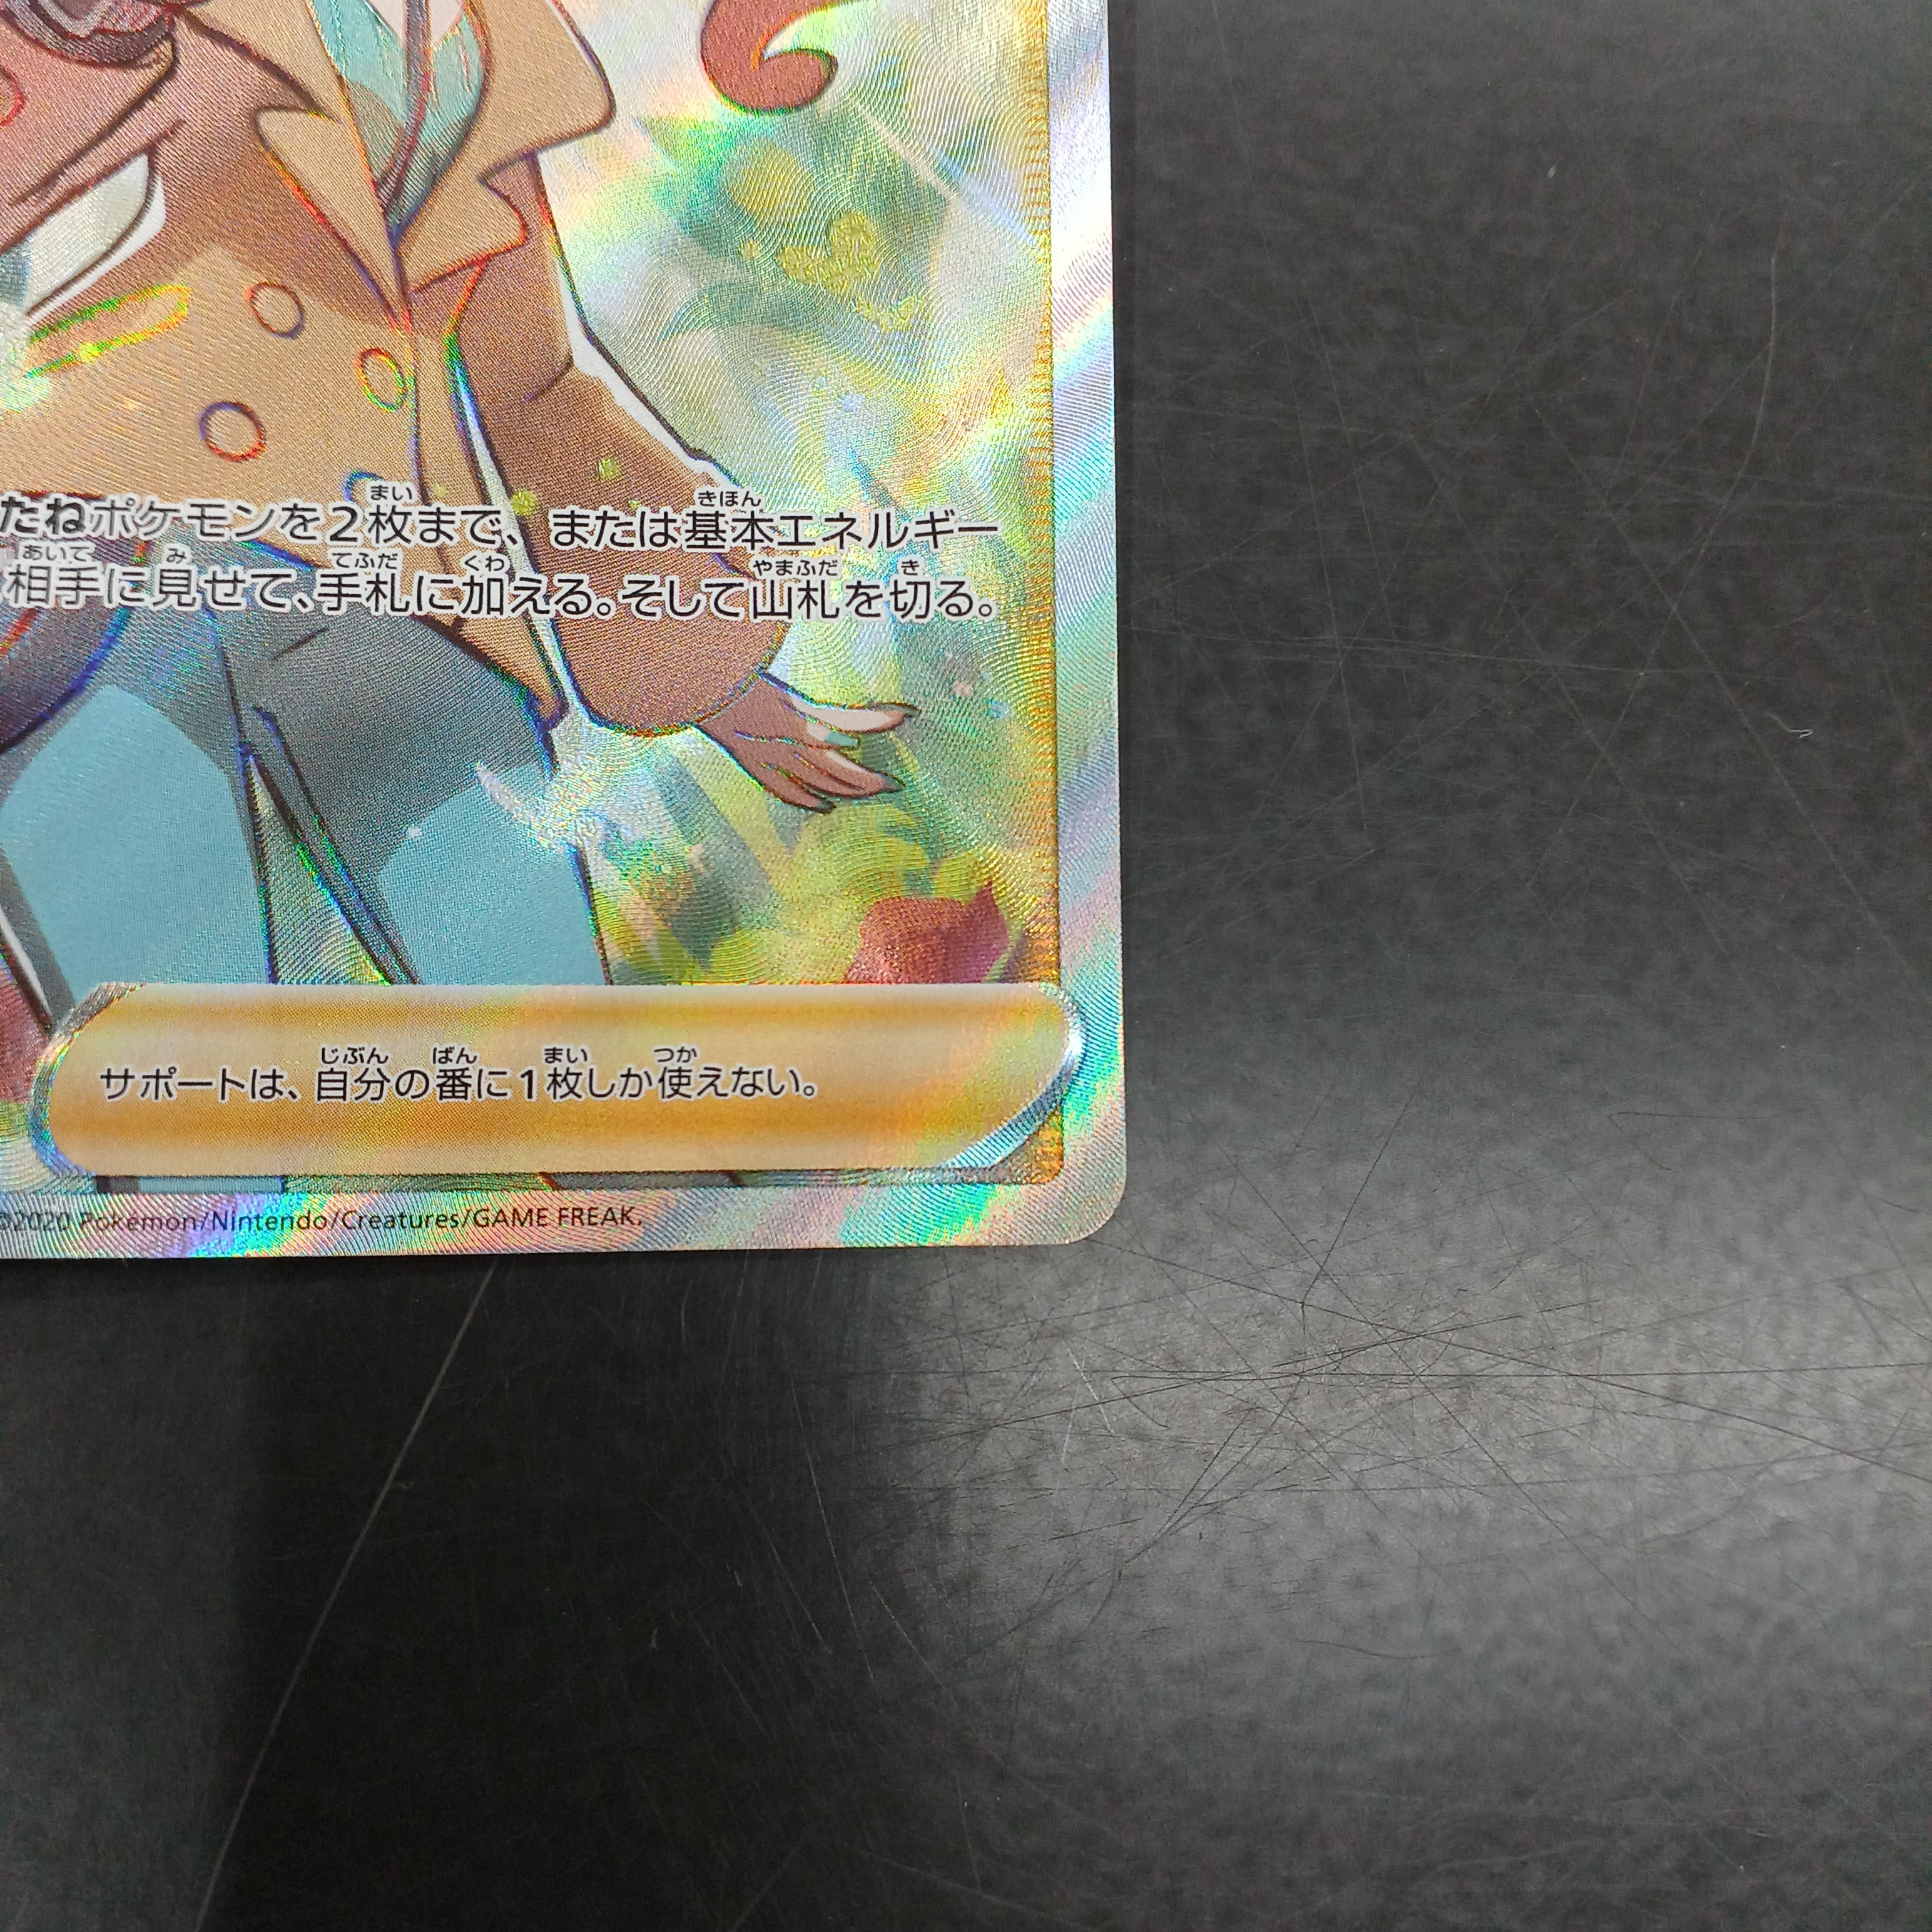 たねポケモンを2枚まで、または基本エネルギー
相手に見せて、手札に加える。そして山札を切る。
サポートは、自分の番に1枚しか使えない。
©2020 Pokémon/Nintendo/Creatures/GAME FREAK.